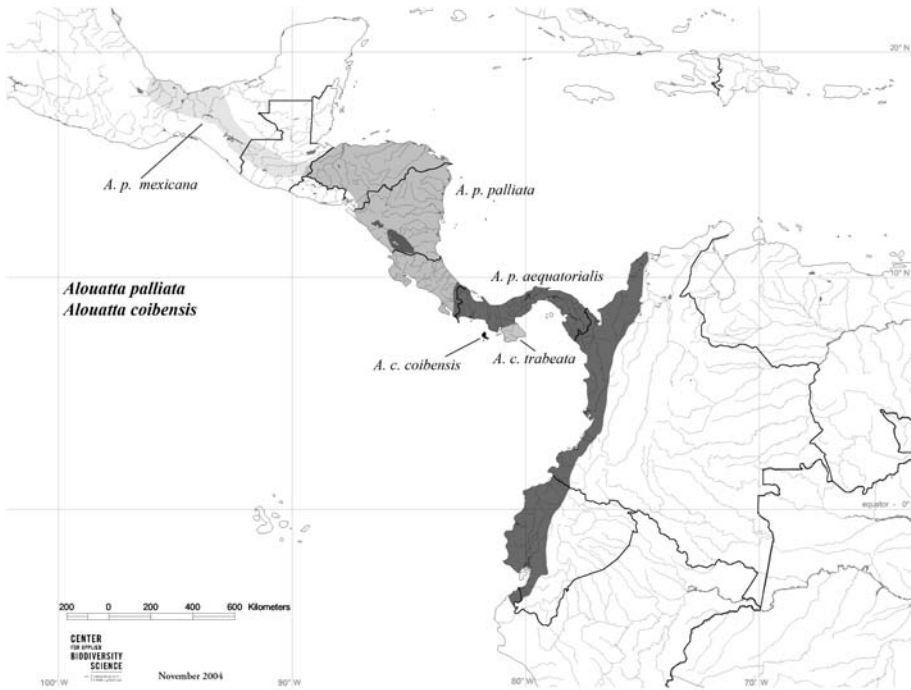 20° N
A. p. mexicana
A. p. palliata
A. p. aequatorialis
10° N
Alouatta palliata
Alouatta coibensis
A. c. coibensis
A. c. trabeata
equator - 0°
200 0 200 400 600 Kilometers
CENTER
FOR APPLIED
BIODIVERSITY
SCIENCE
November 2004
100° W
90° W
80° W
70° W